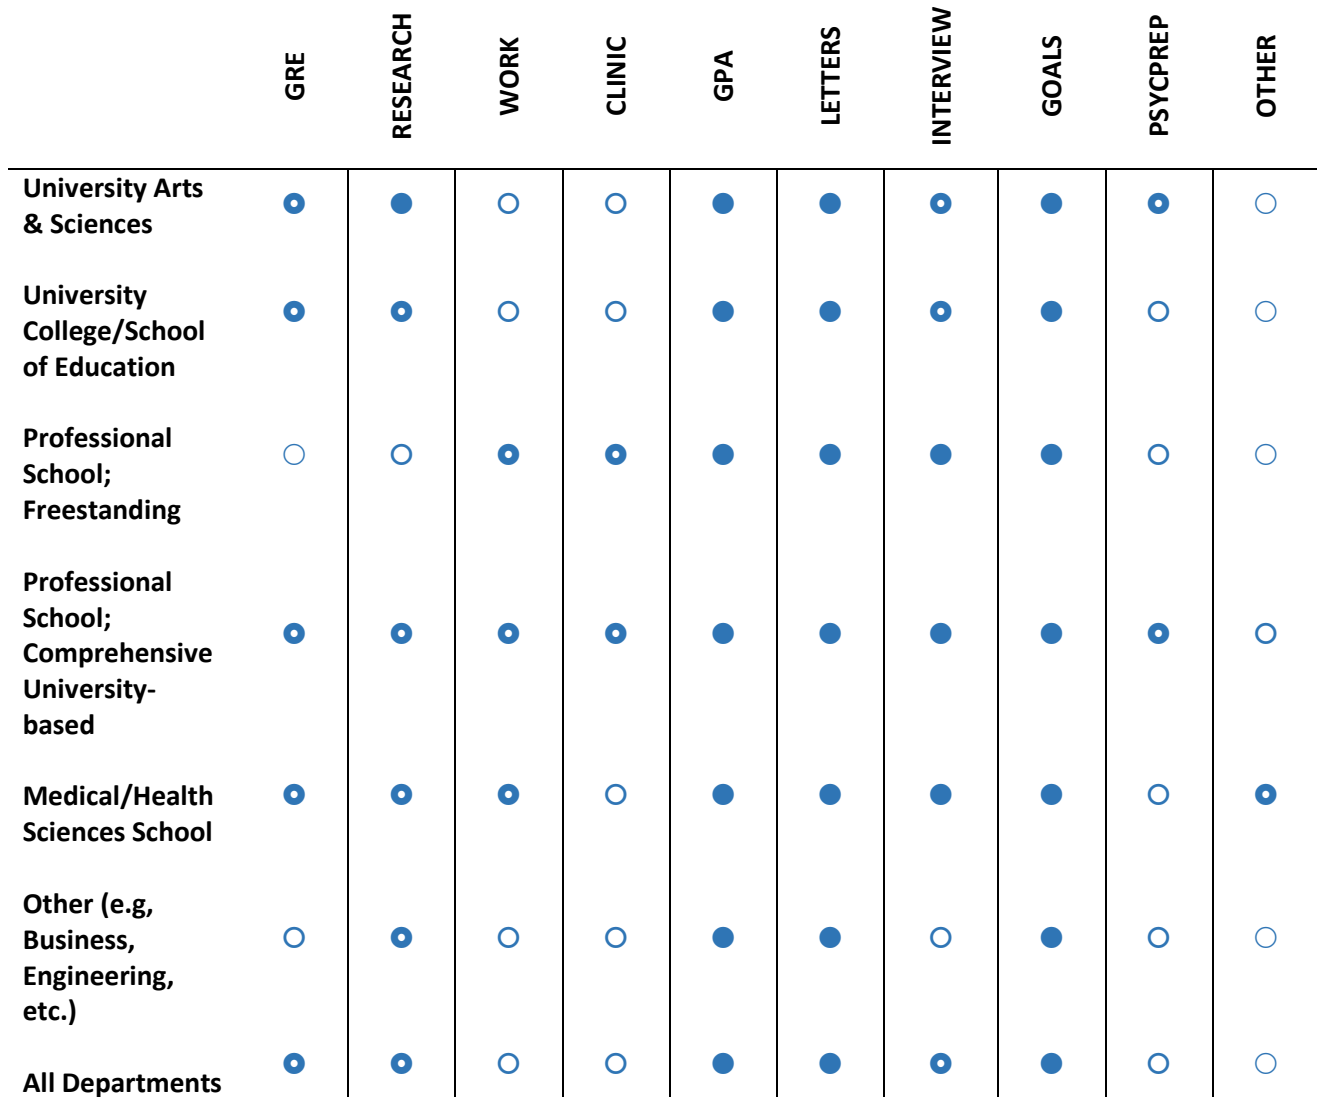 GRE RESEARCH WORK CLINIC GPA LETTERS INTERVIEW GOALS PSYCPREP OTHER
University Arts
& Sciences
University
College/School
of Education
Professional
School;
Freestanding
Professional
School;
Comprehensive
University-
based
Medical/Health
Sciences School
Other (e.g,
Business,
Engineering,
etc.)
All Departments